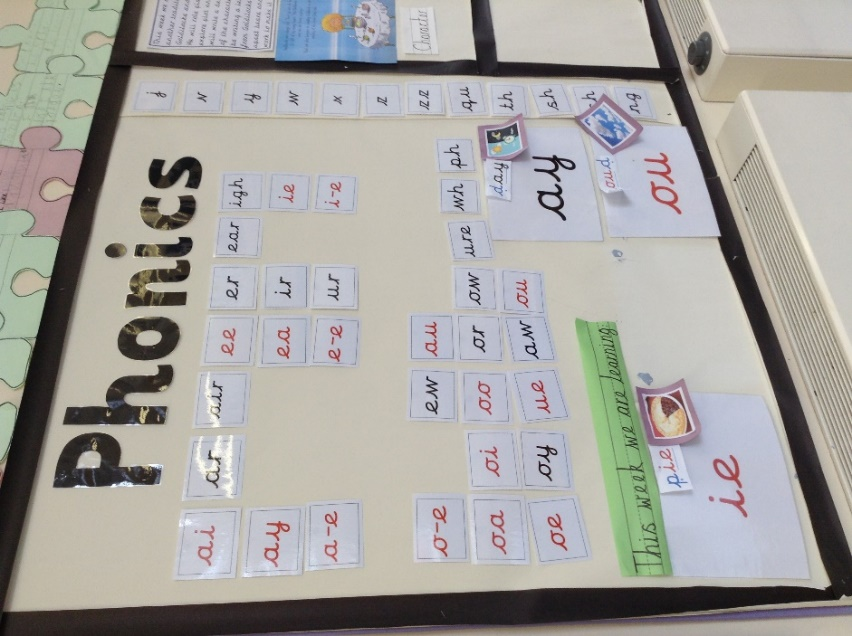 Phonics
j
ai ar air ee er ear igh v
ay ea ir ie y
w
a-e e-e ur i-e x
z
o-e ew au zz
oa oi oo or ow ure wh ph qu
oe oy ue aw ou th
sh
ng
This week we are learning
pie
ie
day
ay
ou
Character